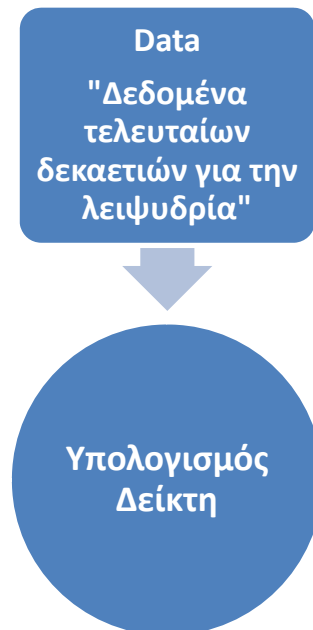 Data
"Δεδομένα
τελευταίων
δεκαετιών για την
λειψυδρία"
Υπολογισμός
Δείκτη